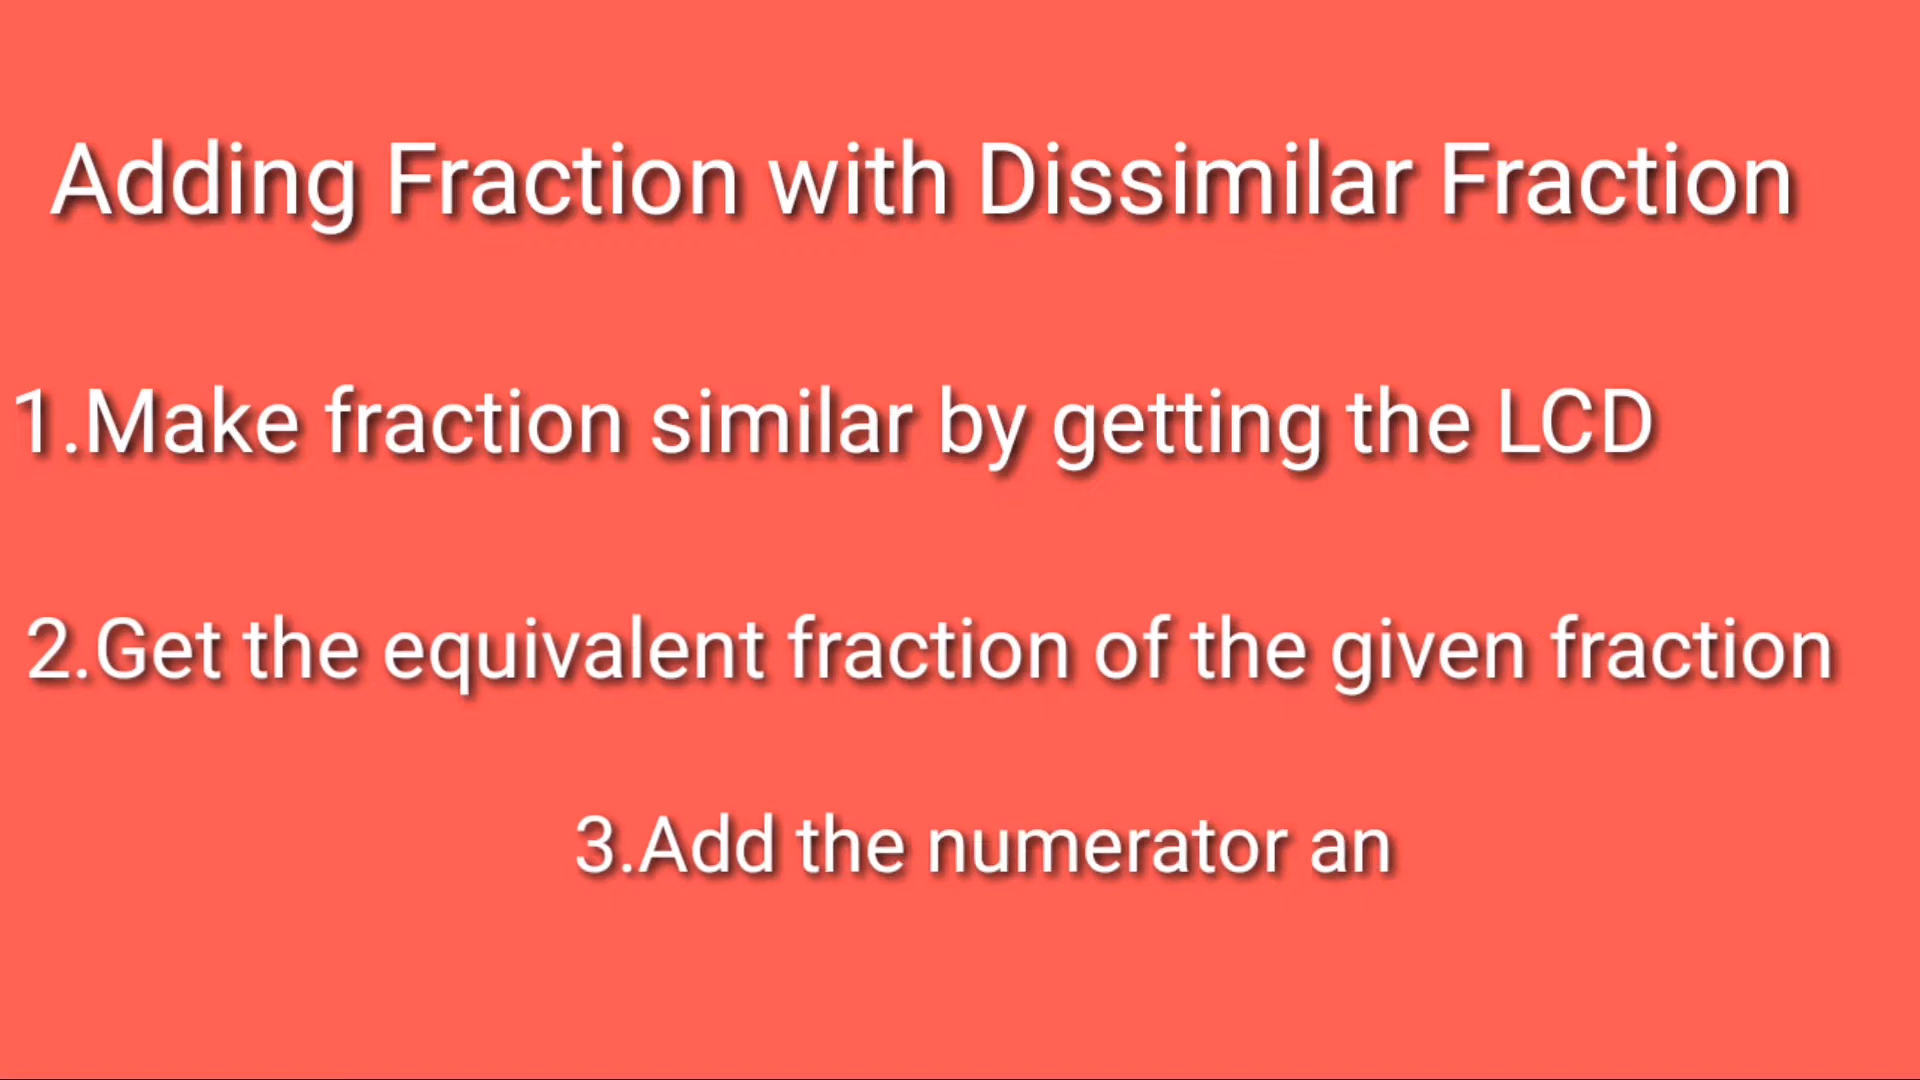 Adding Fraction with Dissimilar Fraction
1.Make fraction similar by getting the LCD
2.Get the equivalent fraction of the given fraction
3.Add the numerator an